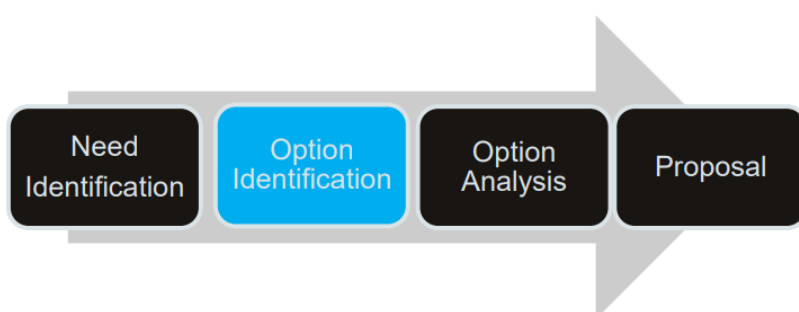 Need
Identification
Option
Identification
Option
Analysis
Proposal